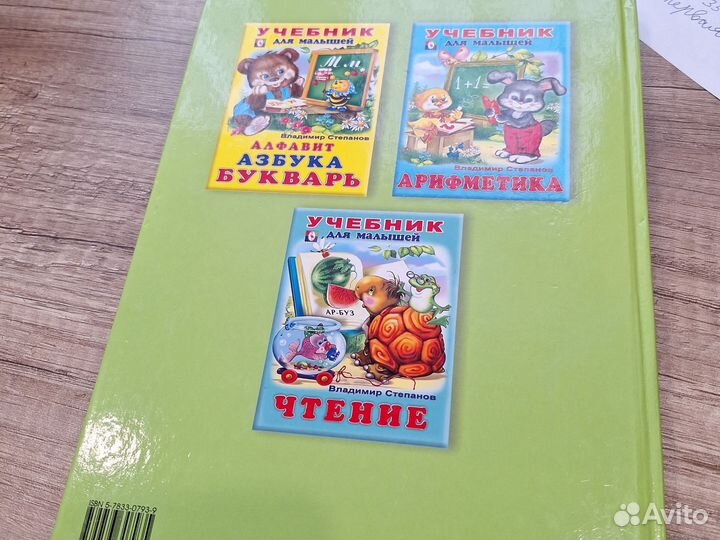 УЧЕБНИК
для малышей
М м
Владимир Степанов
АЛФАВИТ
АЗБУКА
БУКВАРЬ
УЧЕБНИК
для малышей
1+1=
Владимир Степанов
АРИФМЕТИКА
УЧЕБНИК
для малышей
АР-БУЗ
Владимир Степанов
ЧТЕНИЕ
ISBN 5-7833-0793-9
Avito